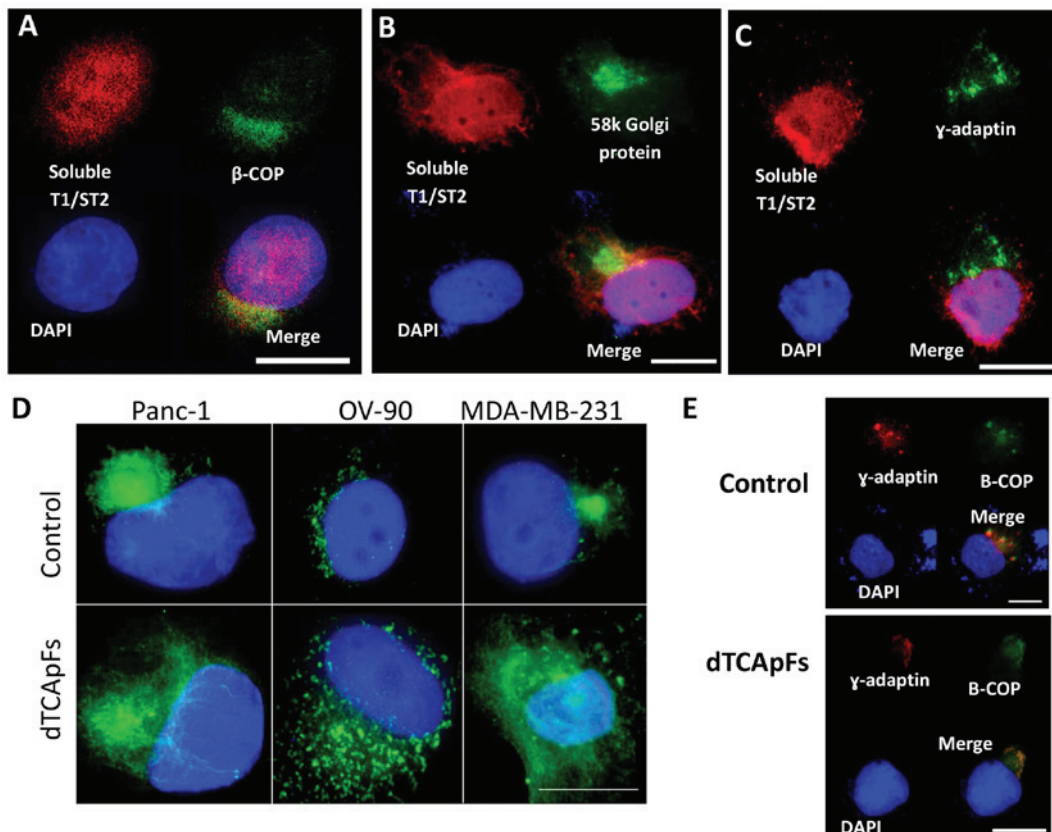 A
Soluble
T1/ST2
β-COP
DAPI
Merge
B
Soluble
T1/ST2
58k Golgi
protein
DAPI
Merge
C
Soluble
T1/ST2
ɣ-adaptin
DAPI
Merge
D
Panc-1
OV-90
MDA-MB-231
Control
dTCApFs
E
Control
ɣ-adaptin
B-COP
Merge
DAPI
dTCApFs
ɣ-adaptin
B-COP
Merge
DAPI